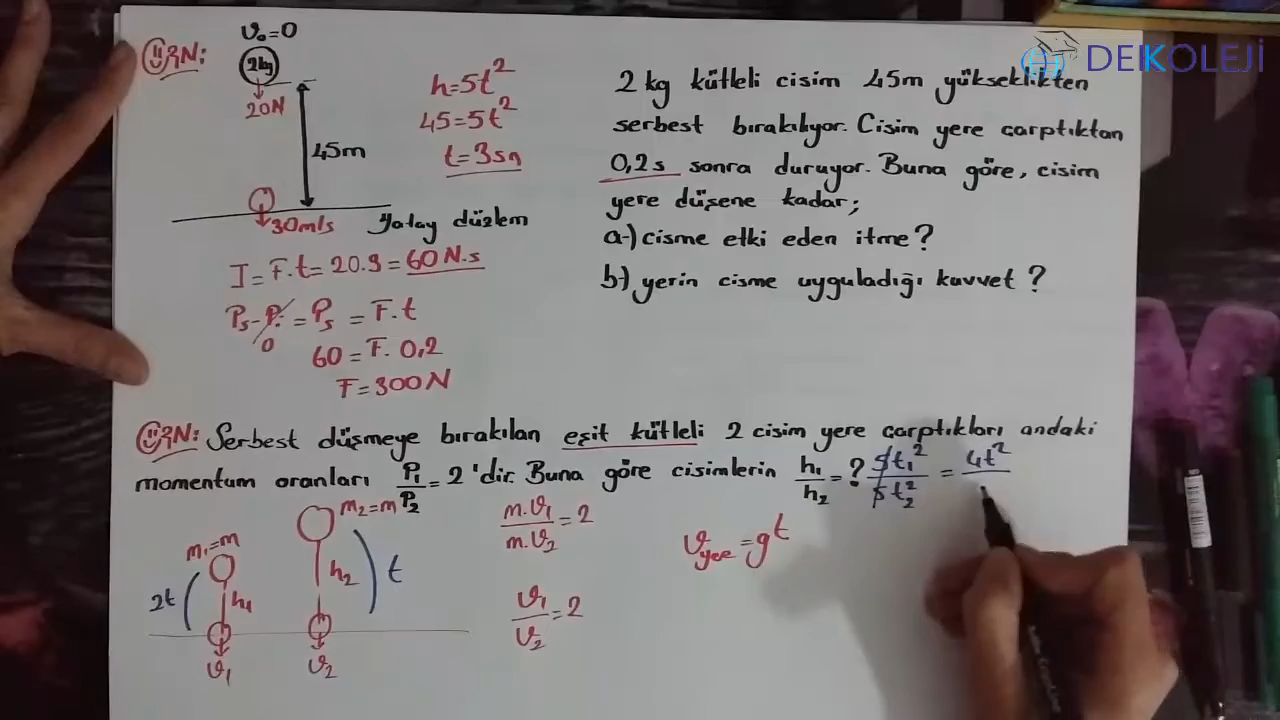 DEKOLEJİ
ÖRN:
V₀=0
2kg
20N
45m
30m/s
Yatay düzlem
h=5t²
45=5t²
t=3sn
I=F.t=20.3=60 N.s
Ps-Pi=Ps=F.t
0
60=F.0,2
F=300N
2 kg kütleli cisim 45m yükseklikten
serbest bırakılıyor. Cisim yere çarptıktan
0,2s sonra duruyor. Buna göre, cisim
yere düşene kadar;
a-) cisme etki eden itme?
b-) yerin cisme uyguladığı kuvvet?
ÖRN: Serbest düşmeye bırakılan eşit kütleli 2 cisim yere çarptıkları andaki
momentum oranları P₁/P₂=2'dir. Buna göre cisimlerin h₁/h₂=? 5t₁²/5t₂² = 4t²
m₁=m
2t
h₁
V₁
m₂=m
h₂
t
V₂
m.V₁/m.V₂=2
V₁/V₂=2
Vyere=gt